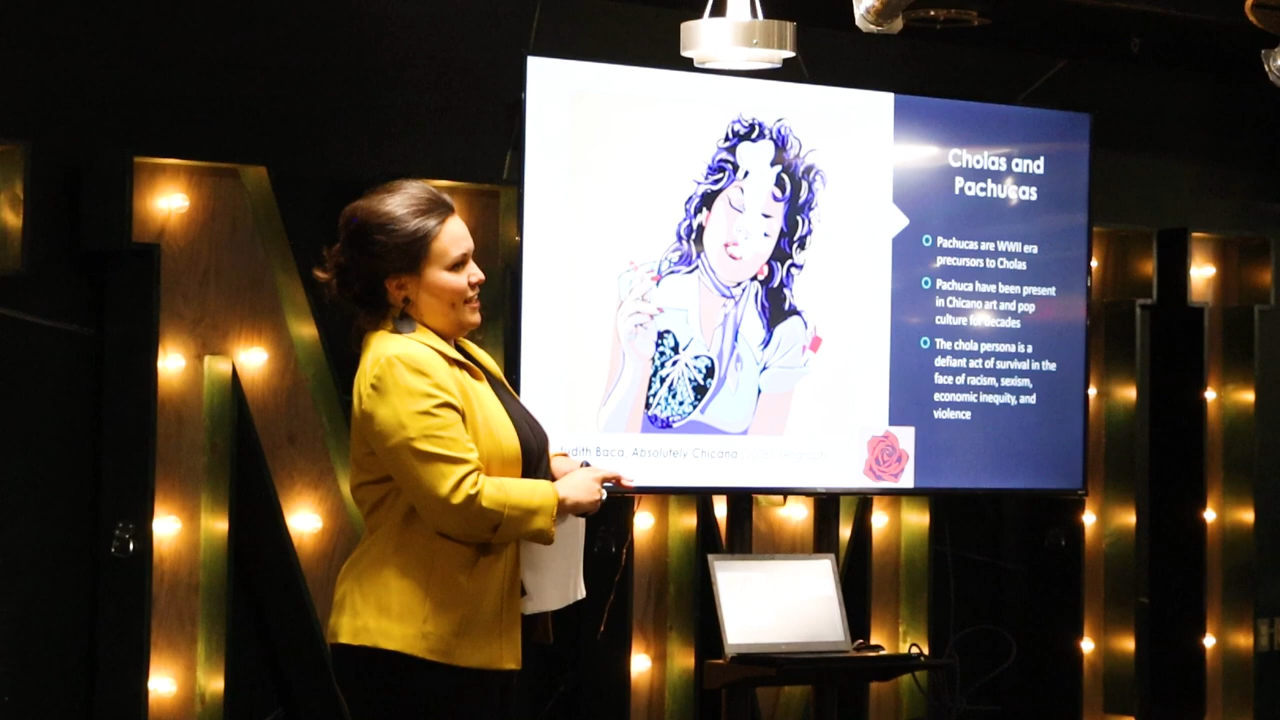 Cholas and
Pachucas
Pachucas are WWII era
precursors to Cholas
Pachuca have been present
in Chicano art and pop
culture for decades
The chola persona is a
defiant act of survival in the
face of racism, sexism,
economic inequity, and
violence
Judith Baca, Absolutely Chicana